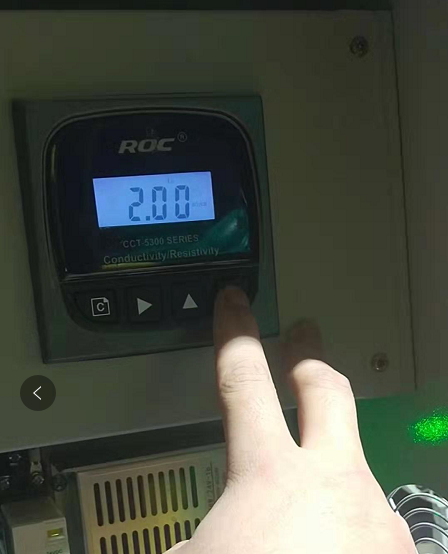 ROC®
2.00
CCT-5300 SERIES
Conductivity/Resistivity
C